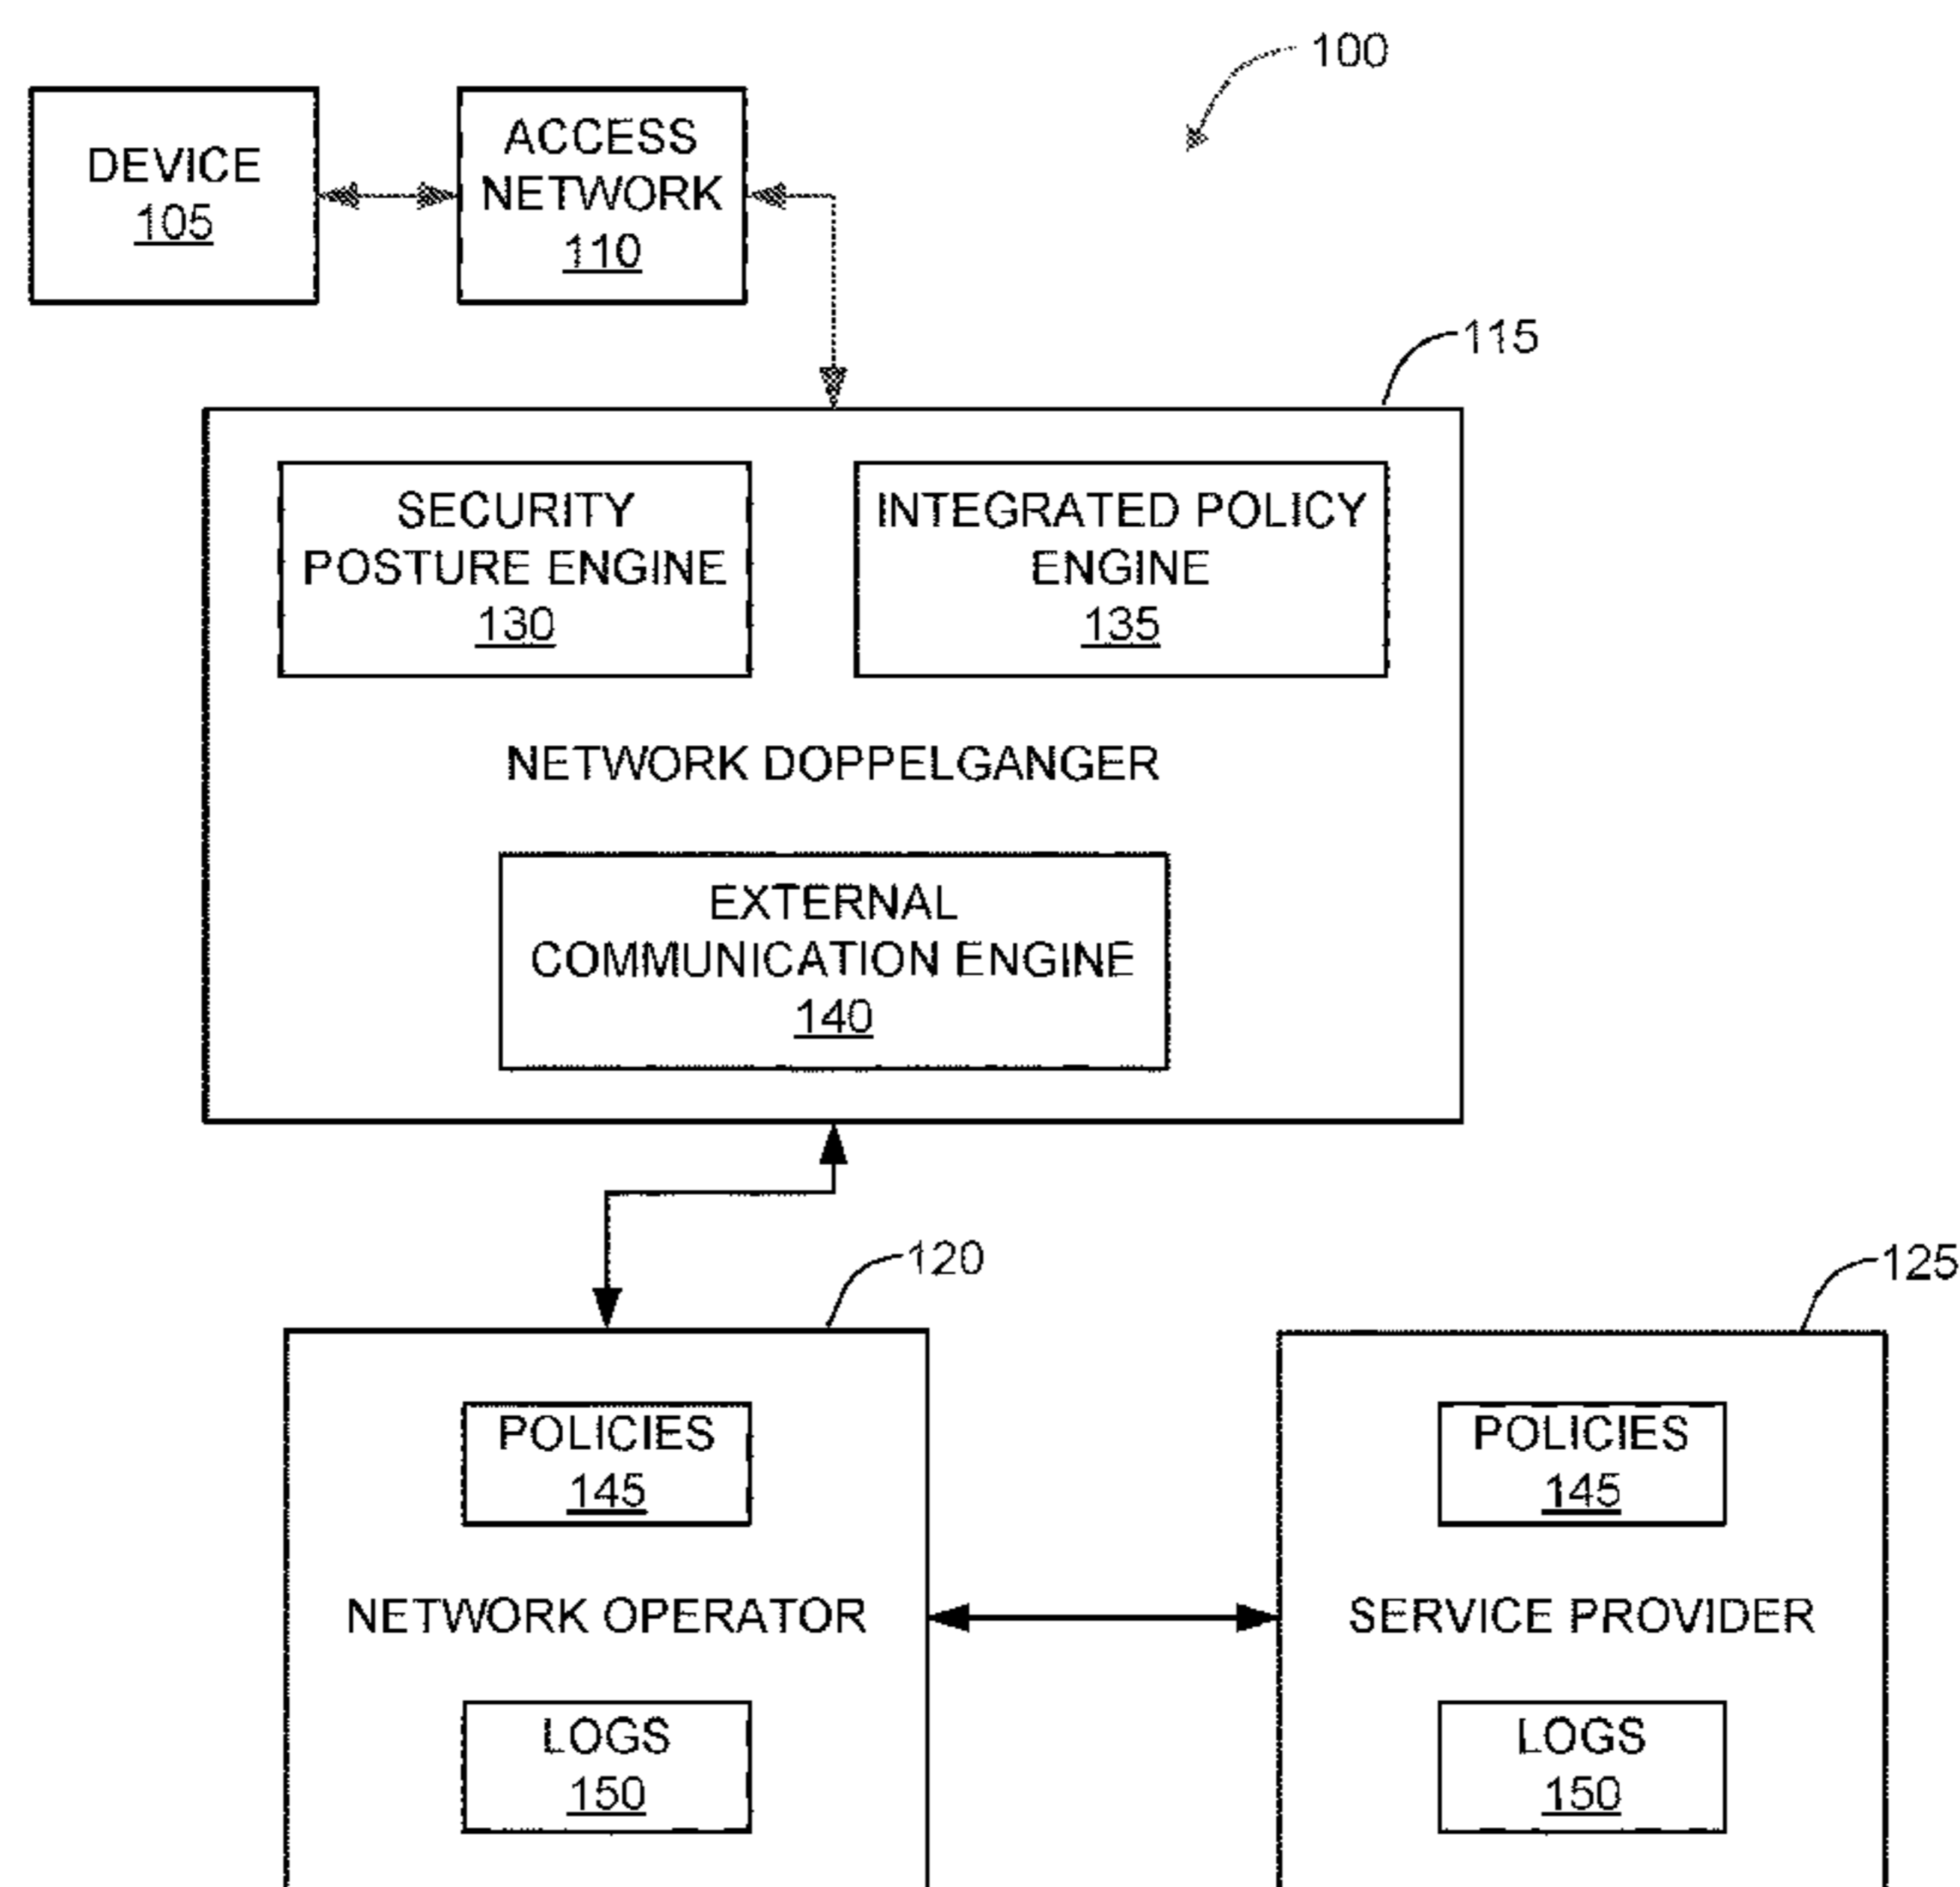 100
DEVICE
105
ACCESS
NETWORK
110
115
SECURITY
POSTURE ENGINE
130
INTEGRATED POLICY
ENGINE
135
NETWORK DOPPELGANGER
EXTERNAL
COMMUNICATION ENGINE
140
120
125
POLICIES
145
NETWORK OPERATOR
LOGS
150
POLICIES
145
SERVICE PROVIDER
LOGS
150